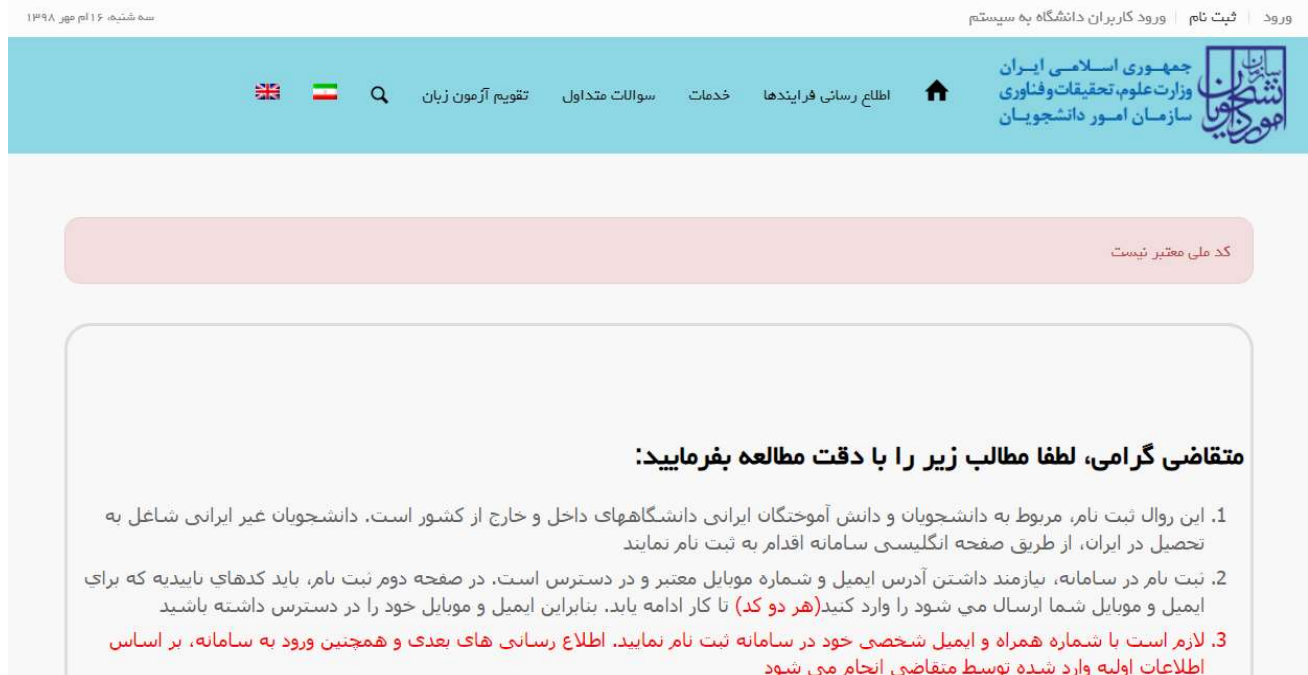 ورود | ثبت نام | ورود کاربران دانشگاه به سیستم
سه شنبه، ۱۶ام مهر ۱۳۹۸
سازمان امور دانشجویان
جمهوری اسلامی ایران
وزارت علوم، تحقیقات و فناوری
سازمان امور دانشجویان
اطلاع رسانی فرایندها خدمات سوالات متداول تقویم آزمون زبان
کد ملی معتبر نیست
متقاضی گرامی، لطفا مطالب زیر را با دقت مطالعه بفرمایید:
1. این روال ثبت نام، مربوط به دانشجویان و دانش آموختگان ایرانی دانشگاههای داخل و خارج از کشور است. دانشجویان غیر ایرانی شاغل به
تحصیل در ایران، از طریق صفحه انگلیسی سامانه اقدام به ثبت نام نمایند
2. ثبت نام در سامانه، نیازمند داشتن آدرس ایمیل و شماره موبایل معتبر و در دسترس است. در صفحه دوم ثبت نام، باید کدهاي تاییدیه که براي
ایمیل و موبایل شما ارسال مي شود را وارد کنید(هر دو کد) تا کار ادامه یابد. بنابراین ایمیل و موبایل خود را در دسترس داشته باشید
3. لازم است با شماره همراه و ایمیل شخصی خود در سامانه ثبت نام نمایید. اطلاع رسانی های بعدی و همچنین ورود به سامانه، بر اساس
اطلاعات اولیه وارد شده توسط متقاضی انجام می شود